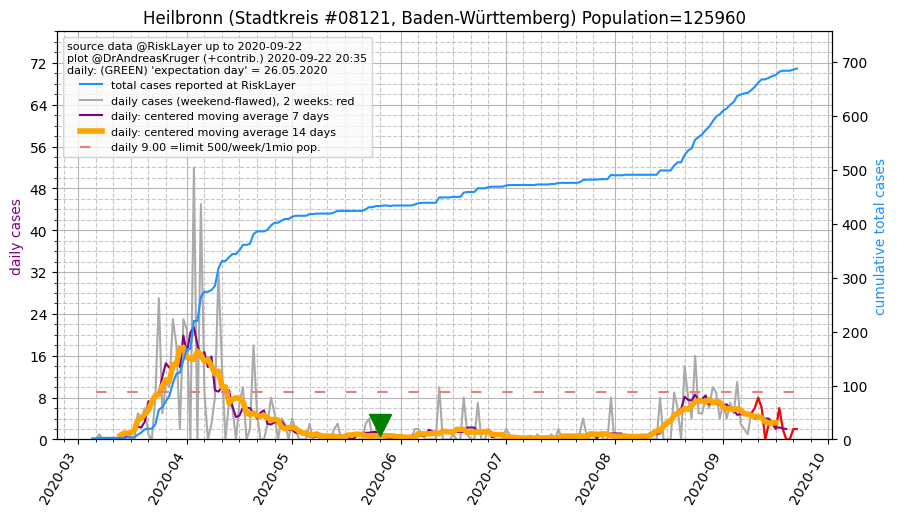 Heilbronn (Stadtkreis #08121, Baden-Württemberg) Population=125960
source data @RiskLayer up to 2020-09-22
plot @DrAndreasKruger (+contrib.) 2020-09-22 20:35
daily: (GREEN) 'expectation day' = 26.05.2020
total cases reported at RiskLayer
daily cases (weekend-flawed), 2 weeks: red
daily: centered moving average 7 days
daily: centered moving average 14 days
daily 9.00 =limit 500/week/1mio pop.
daily cases
72
64
56
48
40
32
24
16
8
0
700
600
500
400
300
200
100
0
cumulative total cases
2020-03
2020-04
2020-05
2020-06
2020-07
2020-08
2020-09
2020-10